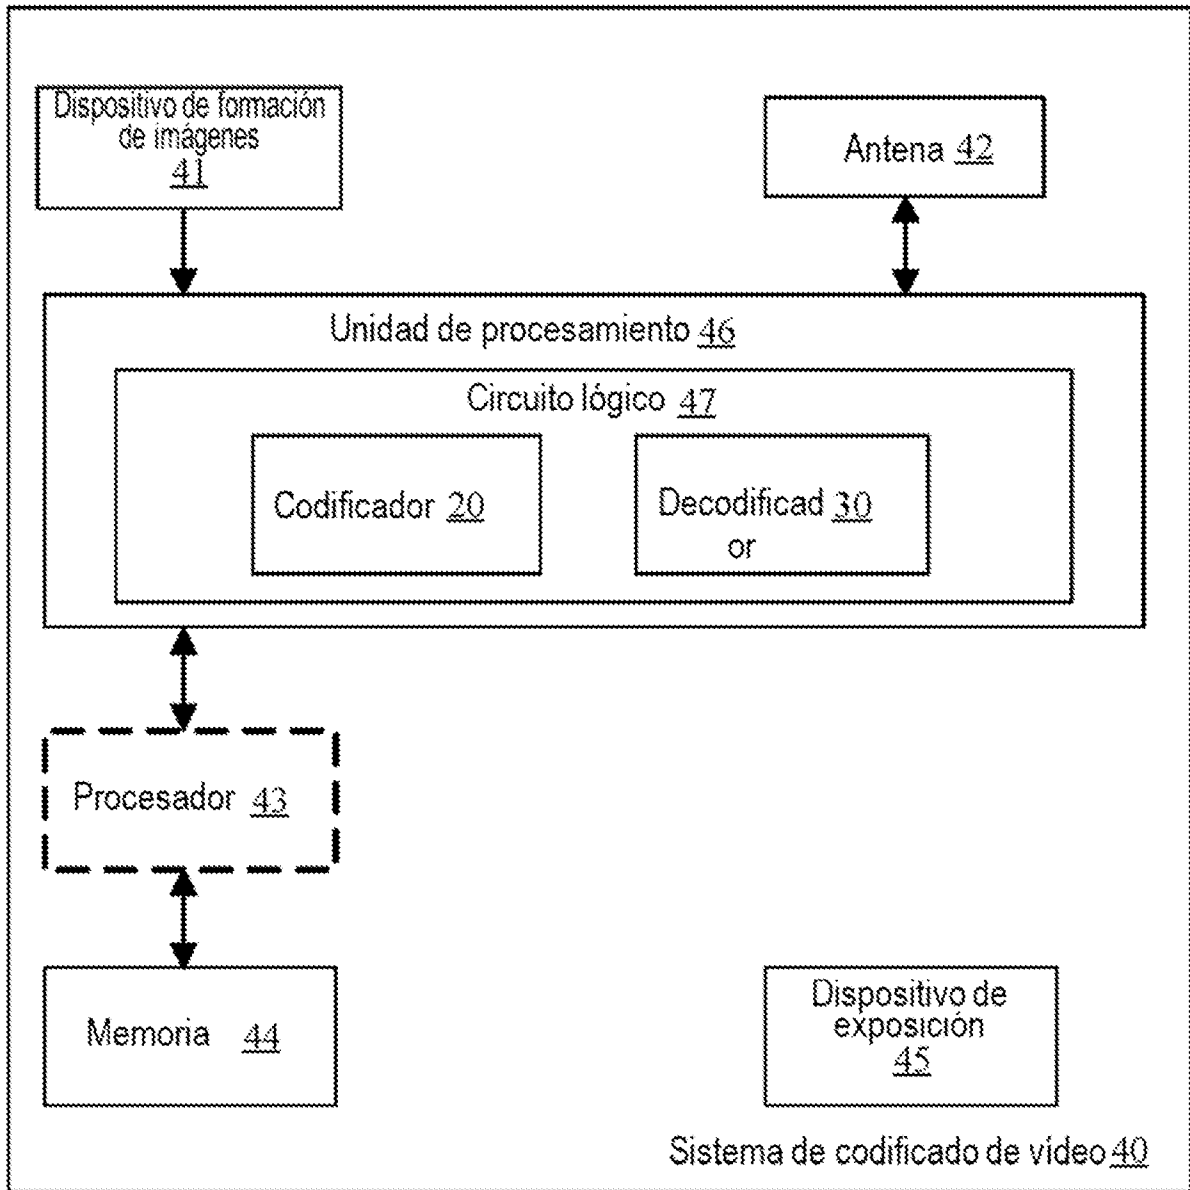 Dispositivo de formación
de imágenes
41
Antena 42
Unidad de procesamiento 46
Circuito lógico 47
Codificador 20
Decodificad 30
or
Procesador 43
Memoria 44
Dispositivo de
exposición
45
Sistema de codificado de vídeo 40